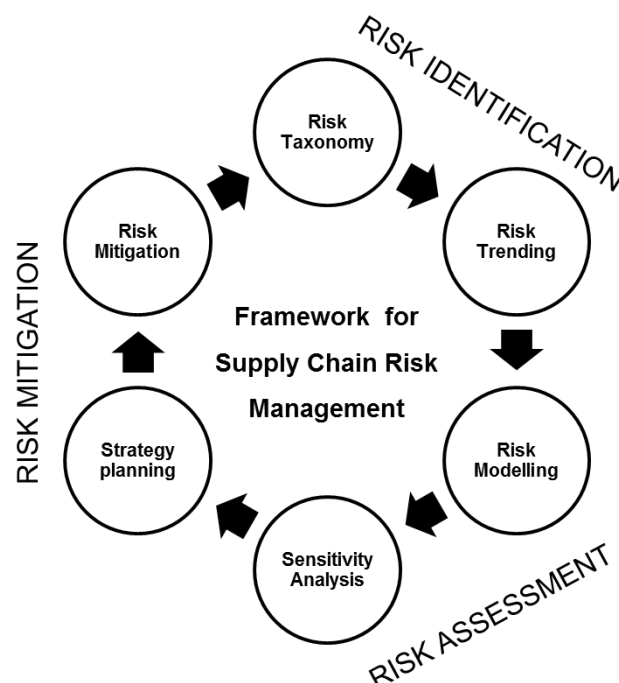 RISK IDENTIFICATION
Risk
Taxonomy
Risk
Trending
Risk
Modelling
Sensitivity
Analysis
Strategy
planning
Risk
Mitigation
Framework for
Supply Chain Risk
Management
RISK ASSESSMENT
RISK MITIGATION